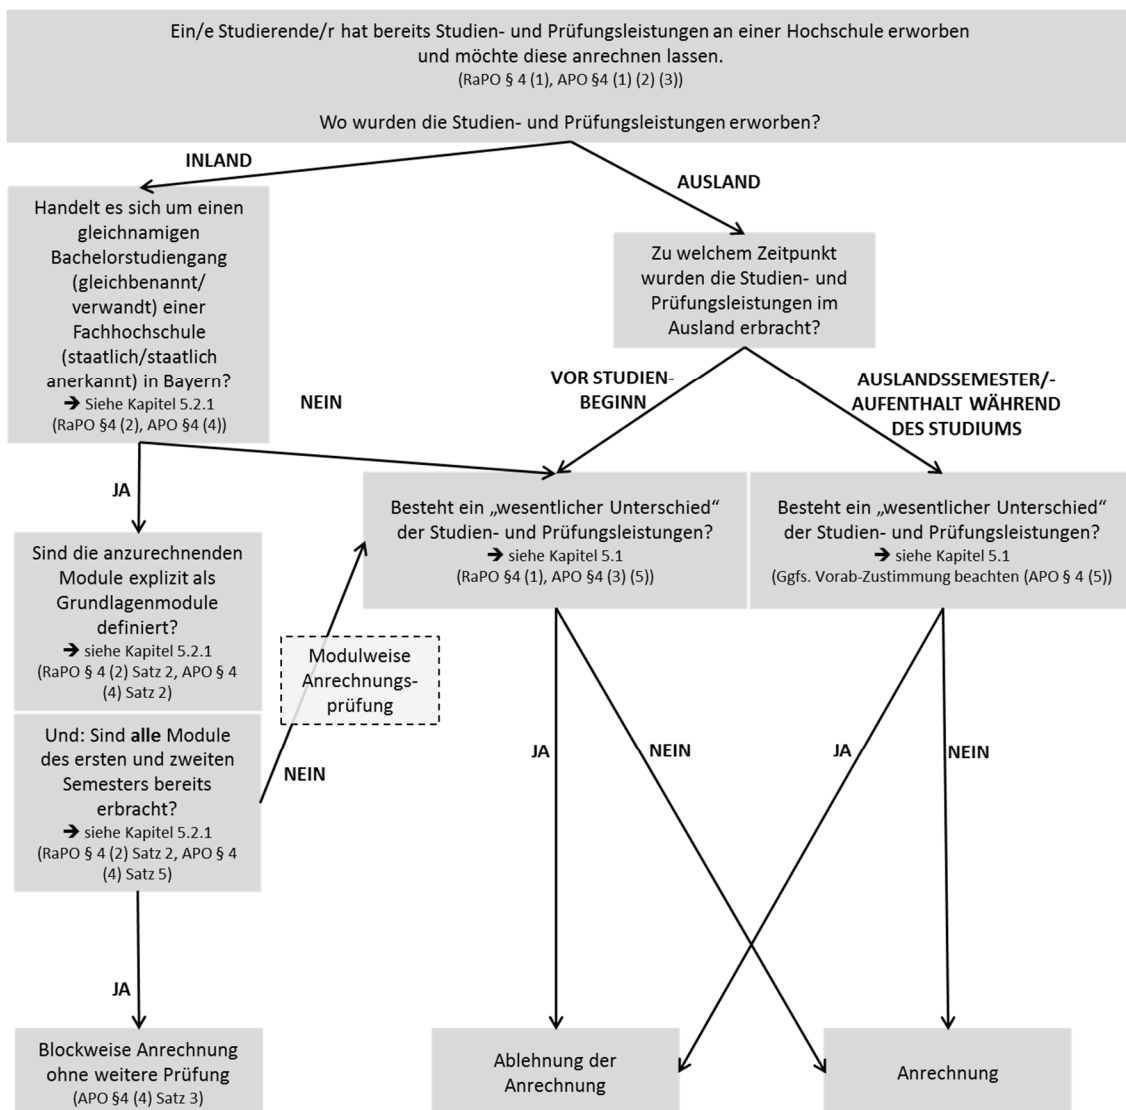 Ein/e Studierende/r hat bereits Studien- und Prüfungsleistungen an einer Hochschule erworben
und möchte diese anrechnen lassen.
(RaPO § 4 (1), APO §4 (1) (2) (3))
Wo wurden die Studien- und Prüfungsleistungen erworben?
INLAND
AUSLAND
Handelt es sich um einen
gleichnamigen
Bachelorstudiengang
(gleichbenannt/
verwandt) einer
Fachhochschule
(staatlich/staatlich
anerkannt) in Bayern?
➔ Siehe Kapitel 5.2.1
(RaPO §4 (2), APO §4 (4))
Zu welchem Zeitpunkt
wurden die Studien- und
Prüfungsleistungen im
Ausland erbracht?
NEIN
VOR STUDIEN-
BEGINN
AUSLANDSSEMESTER/-
AUFENTHALT WÄHREND
DES STUDIUMS
JA
Besteht ein „wesentlicher Unterschied“
der Studien- und Prüfungsleistungen?
➔ siehe Kapitel 5.1
(RaPO §4 (1), APO §4 (3) (5))
Besteht ein „wesentlicher Unterschied“
der Studien- und Prüfungsleistungen?
➔ siehe Kapitel 5.1
(Ggfs. Vorab-Zustimmung beachten (APO § 4 (5))
Sind die anzurechnenden
Module explizit als
Grundlagenmodule
definiert?
➔ siehe Kapitel 5.2.1
(RaPO § 4 (2) Satz 2, APO § 4
(4) Satz 2)
Modulweise
Anrechnungs-
prüfung
Und: Sind alle Module
des ersten und zweiten
Semesters bereits
erbracht?
➔ siehe Kapitel 5.2.1
(RaPO § 4 (2) Satz 2, APO § 4
(4) Satz 5)
NEIN
JA
NEIN
JA
NEIN
JA
Blockweise Anrechnung
ohne weitere Prüfung
(APO §4 (4) Satz 3)
Ablehnung der
Anrechnung
Anrechnung